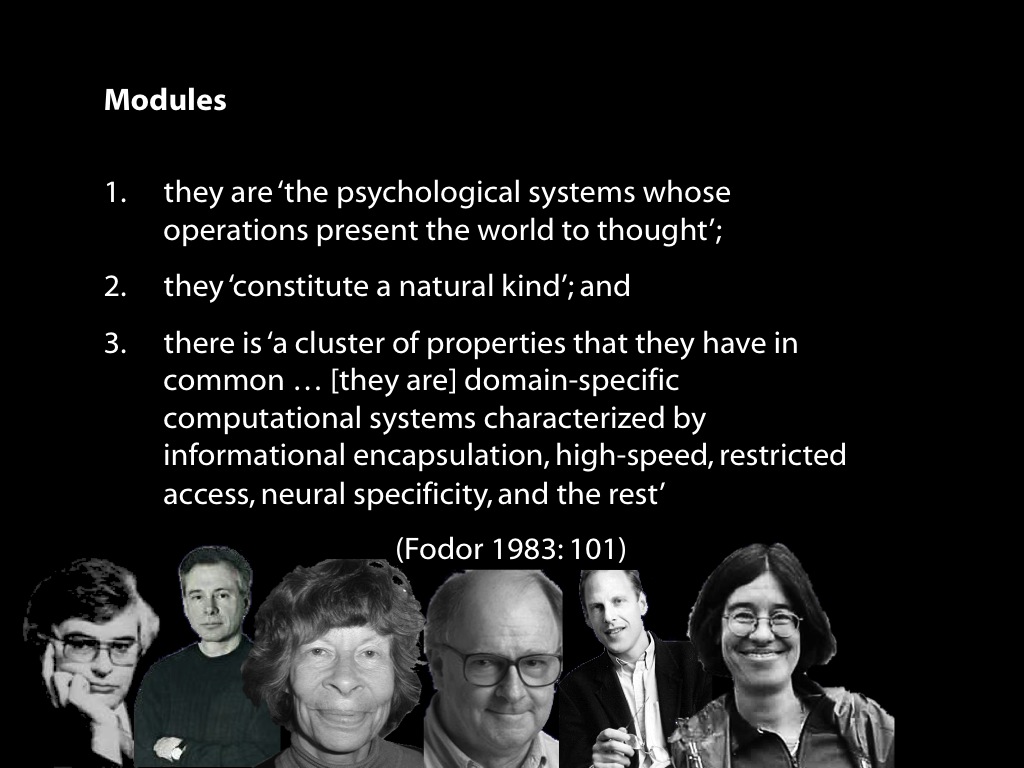 Modules
1. they are ‘the psychological systems whose
operations present the world to thought’;
2. they ‘constitute a natural kind’; and
3. there is ‘a cluster of properties that they have in
common … [they are] domain-specific
computational systems characterized by
informational encapsulation, high-speed, restricted
access, neural specificity, and the rest’
(Fodor 1983: 101)